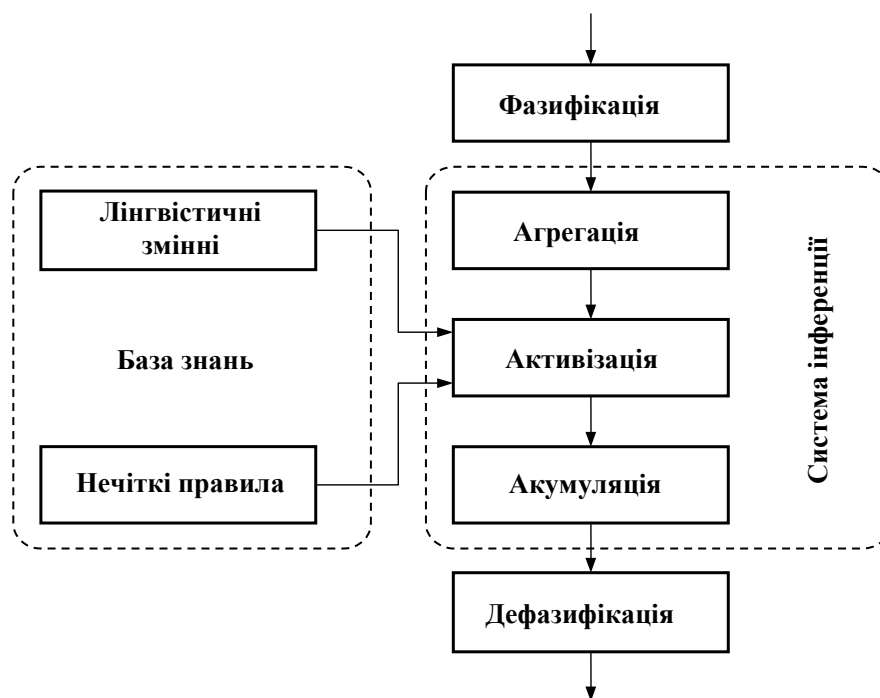 Фазифікація
Лінгвістичні
змінні
Агрегація
База знань
Активізація
Система інференції
Нечіткі правила
Акумуляція
Дефазифікація